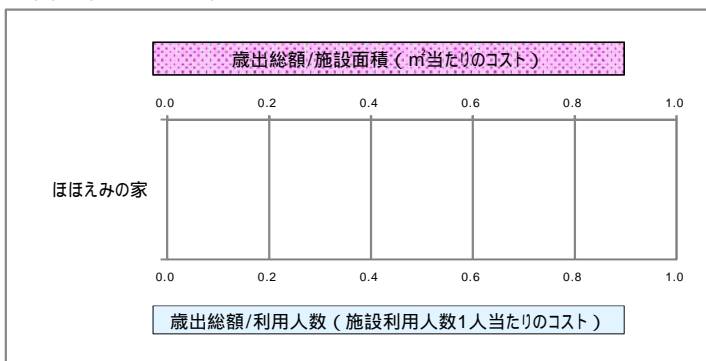 歳出総額/施設面積（㎡当たりのコスト）
0.0 0.2 0.4 0.6 0.8 1.0
ほほえみの家
0.0 0.2 0.4 0.6 0.8 1.0
歳出総額/利用人数（施設利用人数1人当たりのコスト）